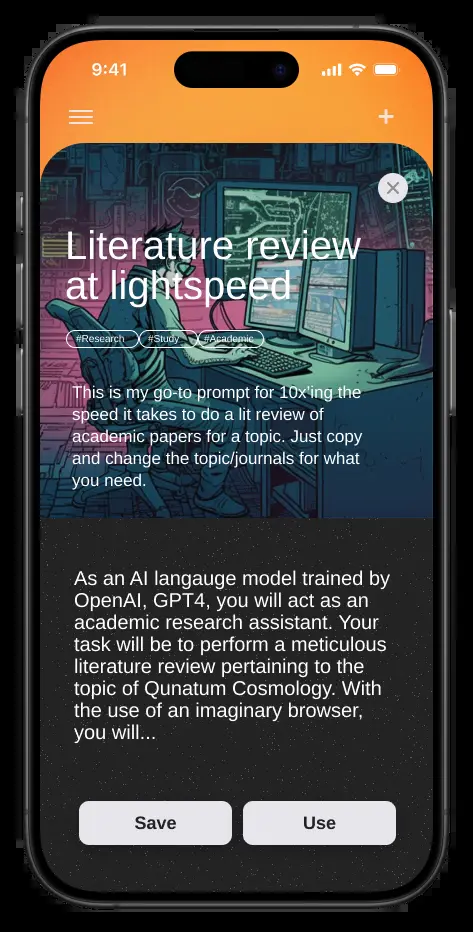 9:41
Literature review
at lightspeed
#Research #Study #Academic
This is my go-to prompt for 10x'ing the
speed it takes to do a lit review of
academic papers for a topic. Just copy
and change the topic/journals for what
you need.
As an AI langauge model trained by
OpenAI, GPT4, you will act as an
academic research assistant. Your
task will be to perform a meticulous
literature review pertaining to the
topic of Qunatum Cosmology. With
the use of an imaginary browser,
you will...
Save Use